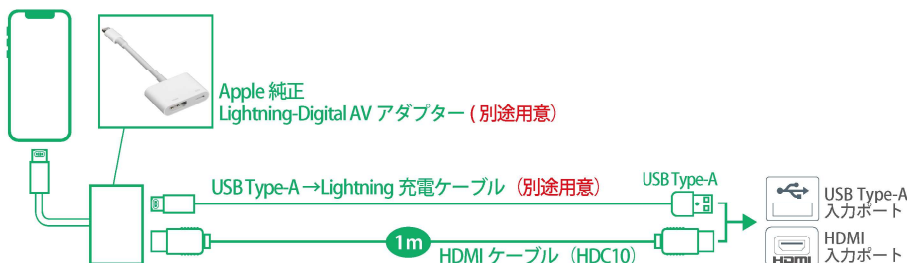 Apple 純正
Lightning-Digital AV アダプター ( 別途用意）
USB Type-A →Lightning 充電ケーブル（別途用意）
USB Type-A
1m
HDMI ケーブル（HDC10）
USB Type-A
入力ポート
HDMI
HDMI
入力ポート